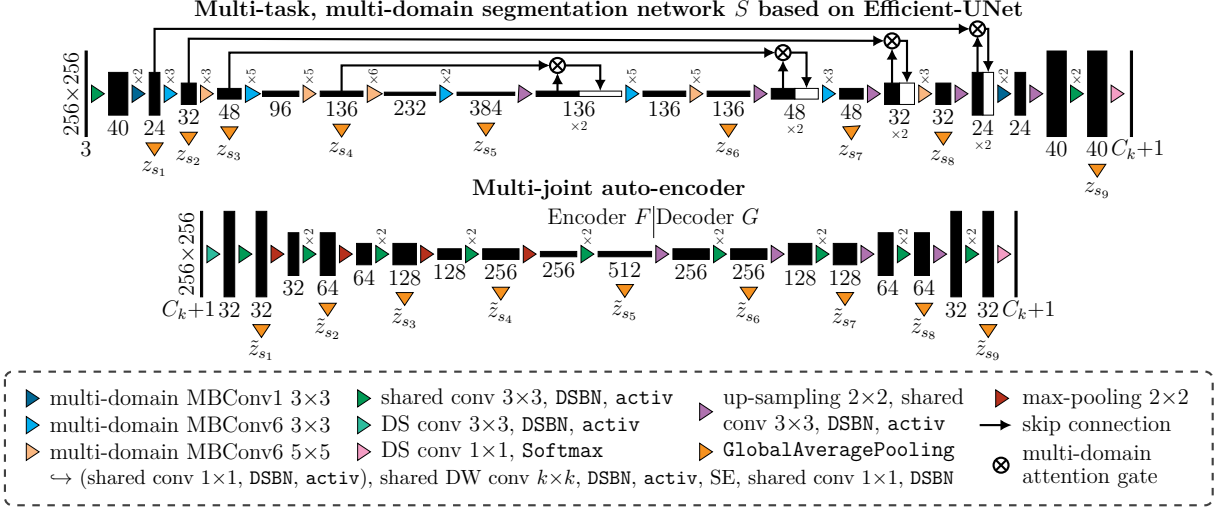 Multi-task, multi-domain segmentation network S based on Efficient-UNet
256×256
3
40
×2
24
z_{s_1}
×3
32
z_{s_2}
×3
48
z_{s_3}
×5
96
×5
136
z_{s_4}
×6
232
×2
384
z_{s_5}
136
×2
×5
136
×5
136
z_{s_6}
48
×2
×3
48
z_{s_7}
32
×2
×3
32
z_{s_8}
24
×2
×2
24
40
×2
40
z_{s_9}
C_k+1
Multi-joint auto-encoder
Encoder F|Decoder G
256×256
C_k+1
32
32
z̃_{s_1}
32
×2
64
z̃_{s_2}
64
×2
128
z̃_{s_3}
128
×2
256
z̃_{s_4}
256
×2
512
z̃_{s_5}
256
×2
256
z̃_{s_6}
128
×2
128
z̃_{s_7}
64
×2
64
z̃_{s_8}
32
×2
32
z̃_{s_9}
C_k+1
multi-domain MBConv1 3×3
multi-domain MBConv6 3×3
multi-domain MBConv6 5×5
↪ (shared conv 1×1, DSBN, activ), shared DW conv k×k, DSBN, activ, SE, shared conv 1×1, DSBN
shared conv 3×3, DSBN, activ
DS conv 3×3, DSBN, activ
DS conv 1×1, Softmax
up-sampling 2×2, shared
conv 3×3, DSBN, activ
GlobalAveragePooling
max-pooling 2×2
skip connection
multi-domain
attention gate